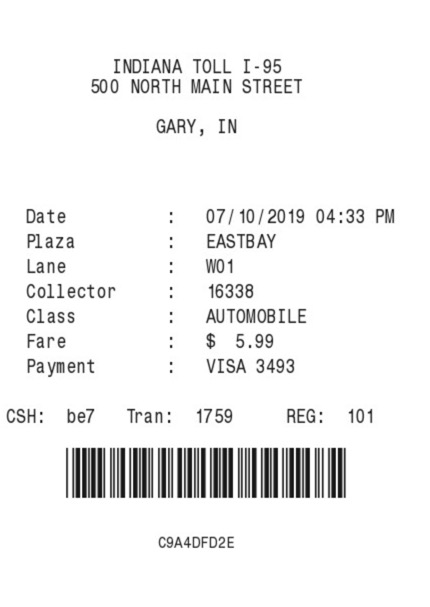 INDIANA TOLL I-95
500 NORTH MAIN STREET
GARY, IN
Date : 07/10/2019 04:33 PM
Plaza : EASTBAY
Lane : W01
Collector : 16338
Class : AUTOMOBILE
Fare : $ 5.99
Payment : VISA 3493
CSH: be7 Tran: 1759 REG: 101
C9A4DFD2E